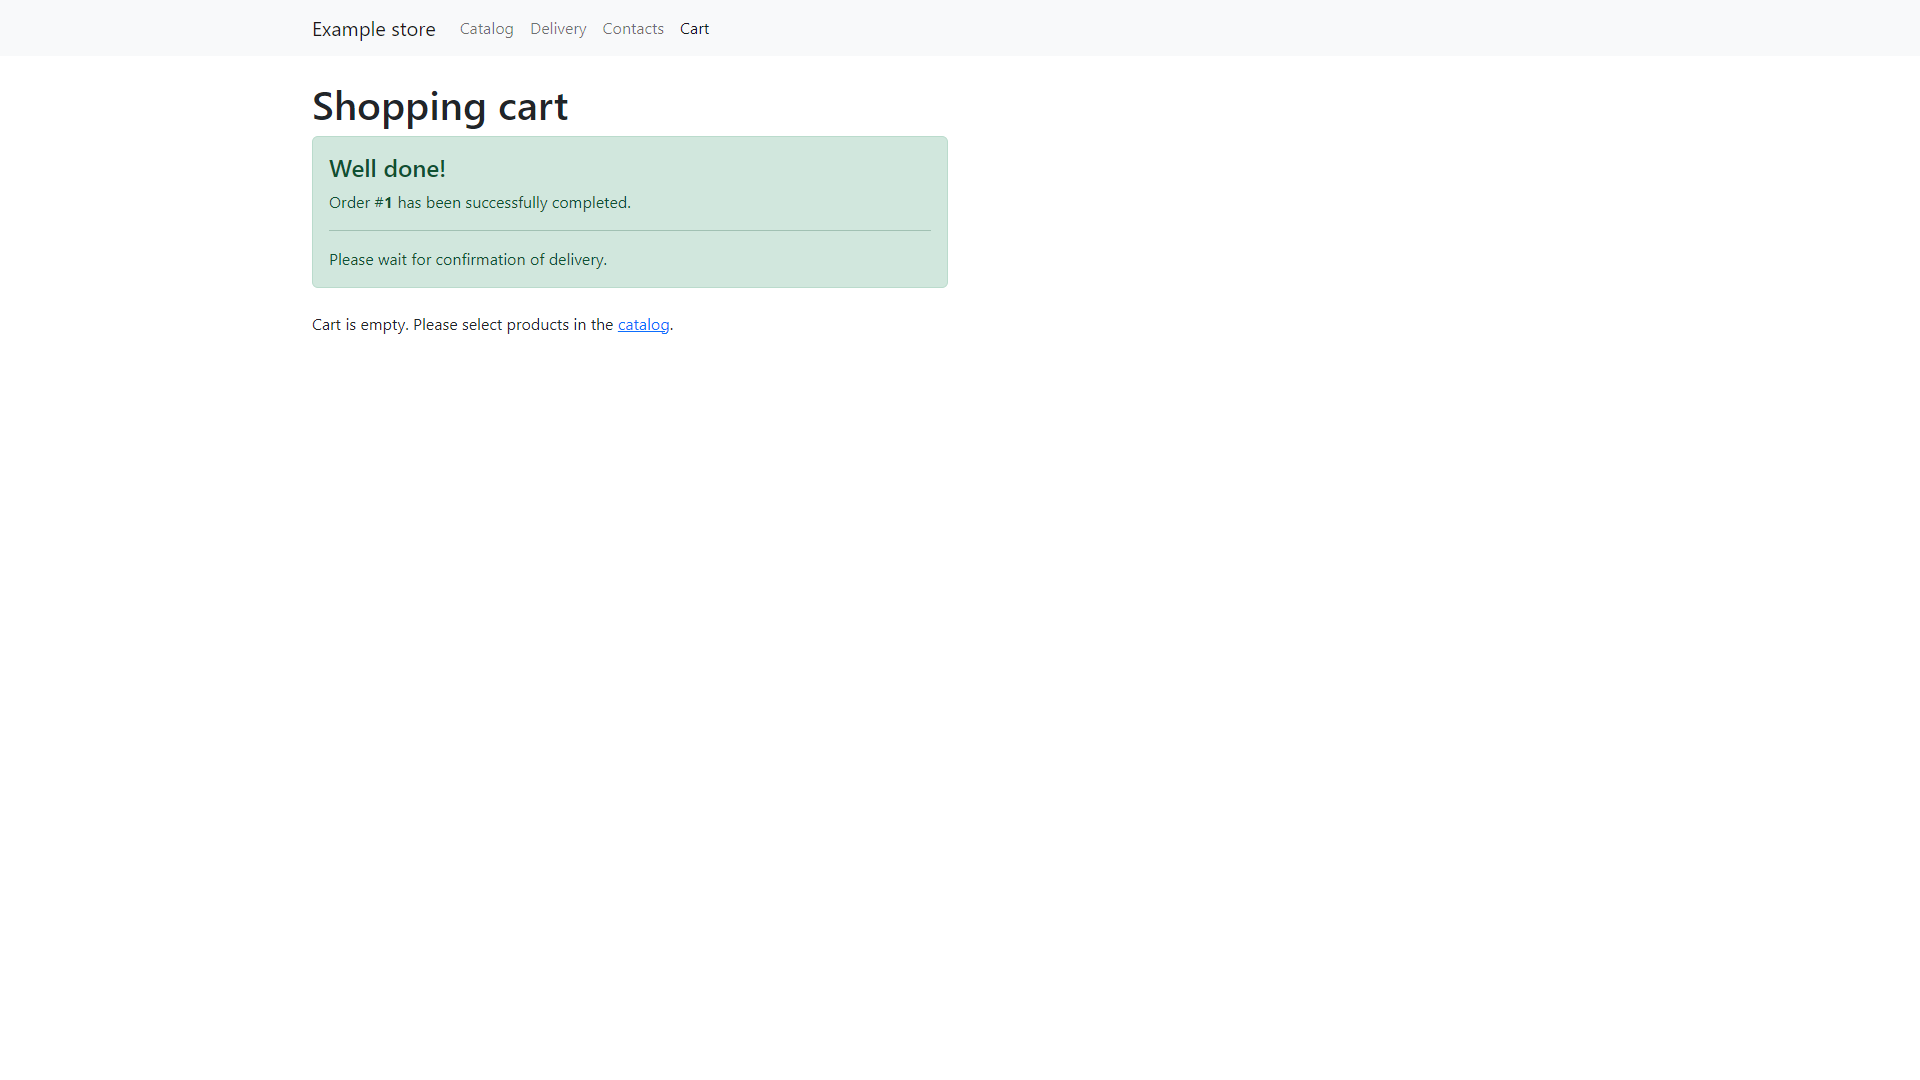 Example store Catalog Delivery Contacts Cart
Shopping cart
Well done!
Order #1 has been successfully completed.
Please wait for confirmation of delivery.
Cart is empty. Please select products in the catalog.